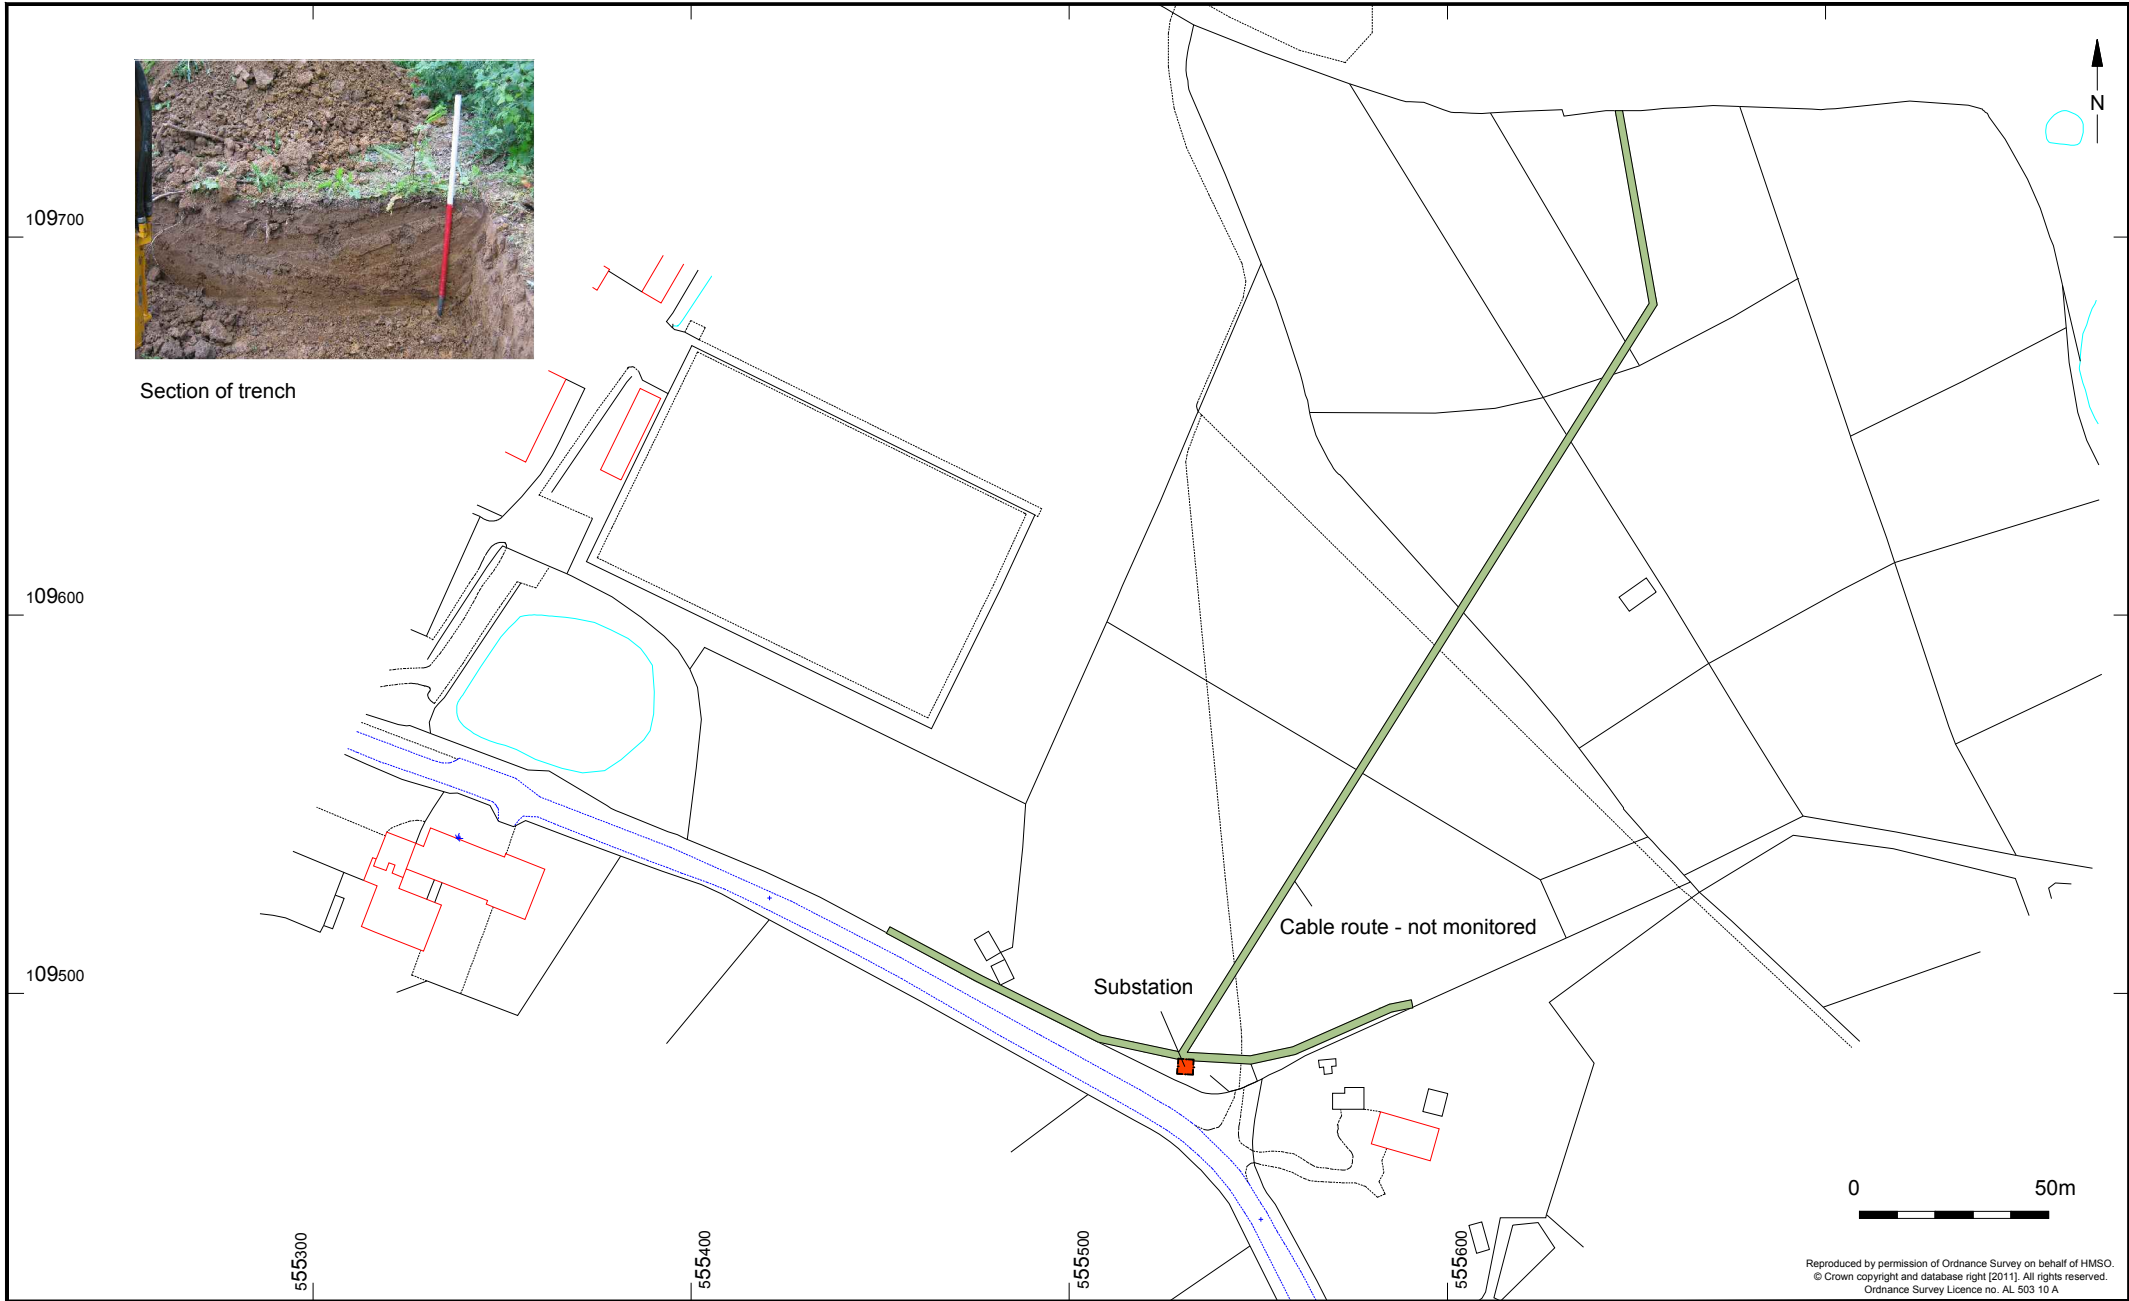 N
109700
Section of trench
109600
Cable route - not monitored
109500
Substation
0 50m
555300
555400
555500
555600
Reproduced by permission of Ordnance Survey on behalf of HMSO.
© Crown copyright and database right [2011]. All rights reserved.
Ordnance Survey Licence no. AL 503 10 A